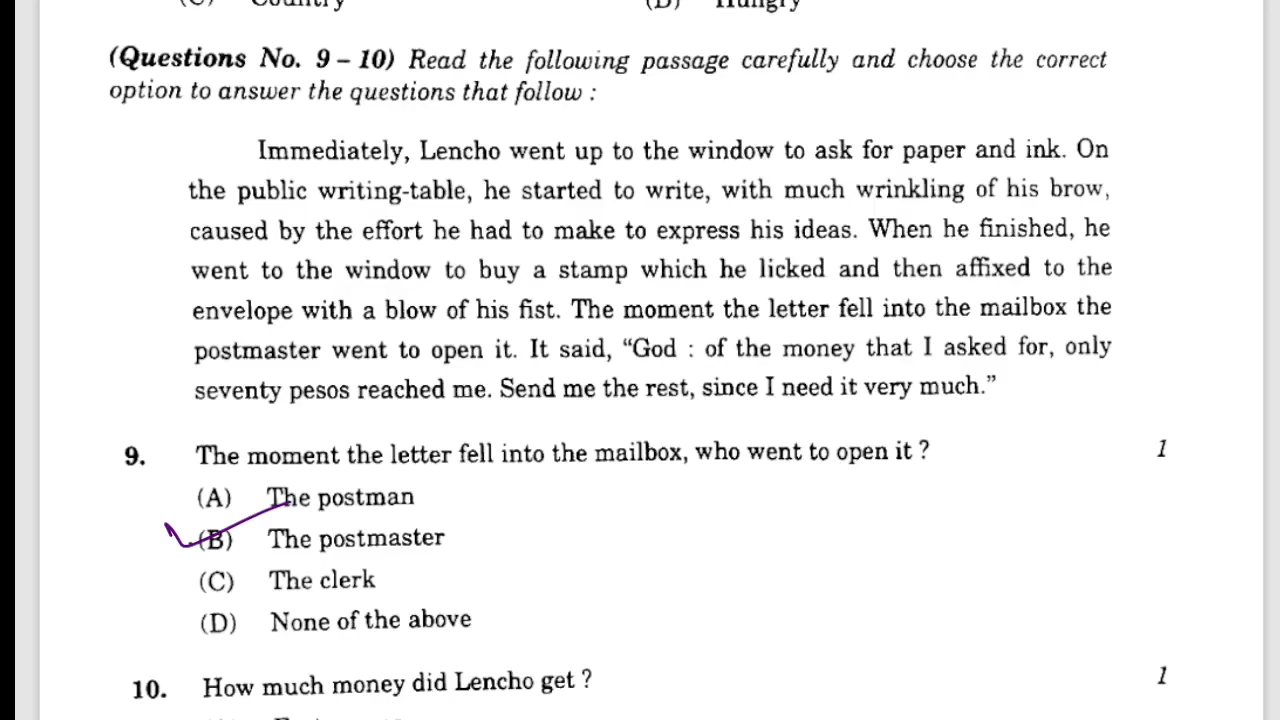 (C) Country (D) Hungry
(Questions No. 9 – 10) Read the following passage carefully and choose the correct
option to answer the questions that follow :
Immediately, Lencho went up to the window to ask for paper and ink. On
the public writing-table, he started to write, with much wrinkling of his brow,
caused by the effort he had to make to express his ideas. When he finished, he
went to the window to buy a stamp which he licked and then affixed to the
envelope with a blow of his fist. The moment the letter fell into the mailbox the
postmaster went to open it. It said, “God : of the money that I asked for, only
seventy pesos reached me. Send me the rest, since I need it very much.”
9. The moment the letter fell into the mailbox, who went to open it ? 1
(A) The postman
(B) The postmaster
(C) The clerk
(D) None of the above
10. How much money did Lencho get ? 1